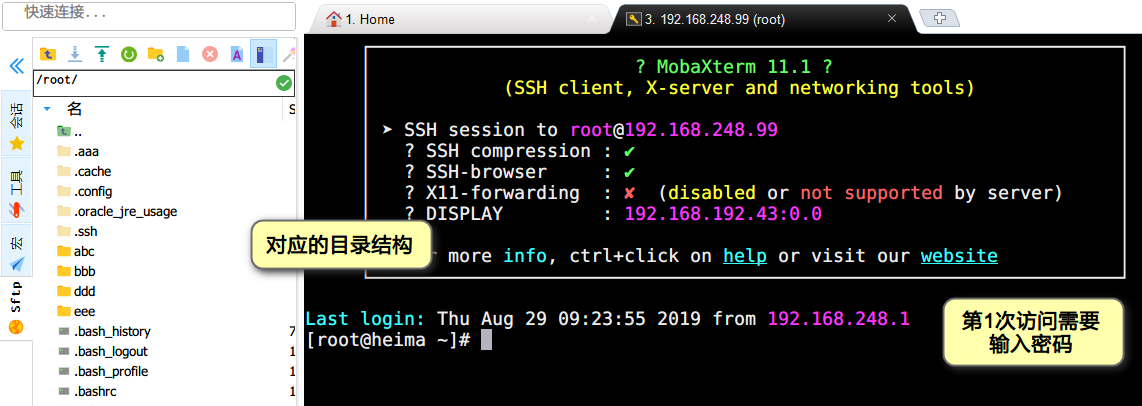 快速连接...
1. Home
3. 192.168.248.99 (root)
/root/
名
S
..
.aaa
.cache
.config
.oracle_jre_usage
.ssh
abc
bbb
ddd
eee
.bash_history 7
.bash_logout 1
.bash_profile 1
.bashrc 1
会话
工具
宏
Sftp
对应的目录结构
? MobaXterm 11.1 ?
(SSH client, X-server and networking tools)
➤ SSH session to root@192.168.248.99
? SSH compression : ✔
? SSH-browser : ✔
? X11-forwarding : ✘ (disabled or not supported by server)
? DISPLAY : 192.168.192.43:0.0
more info, ctrl+click on help or visit our website
Last login: Thu Aug 29 09:23:55 2019 from 192.168.248.1
[root@heima ~]#
第1次访问需要
输入密码